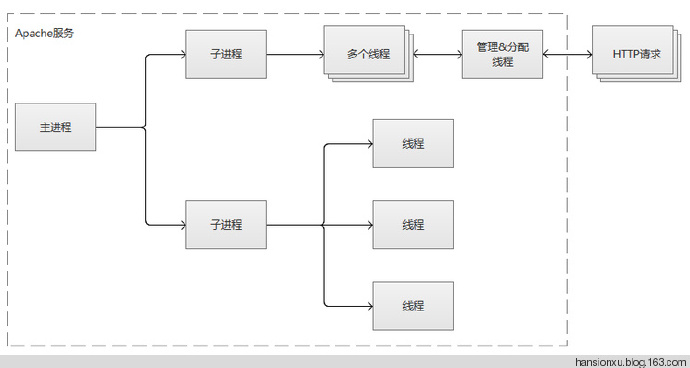 Apache服务
子进程
多个线程
管理&分配
线程
HTTP请求
主进程
线程
子进程
线程
线程
hansionxu.blog.163.com